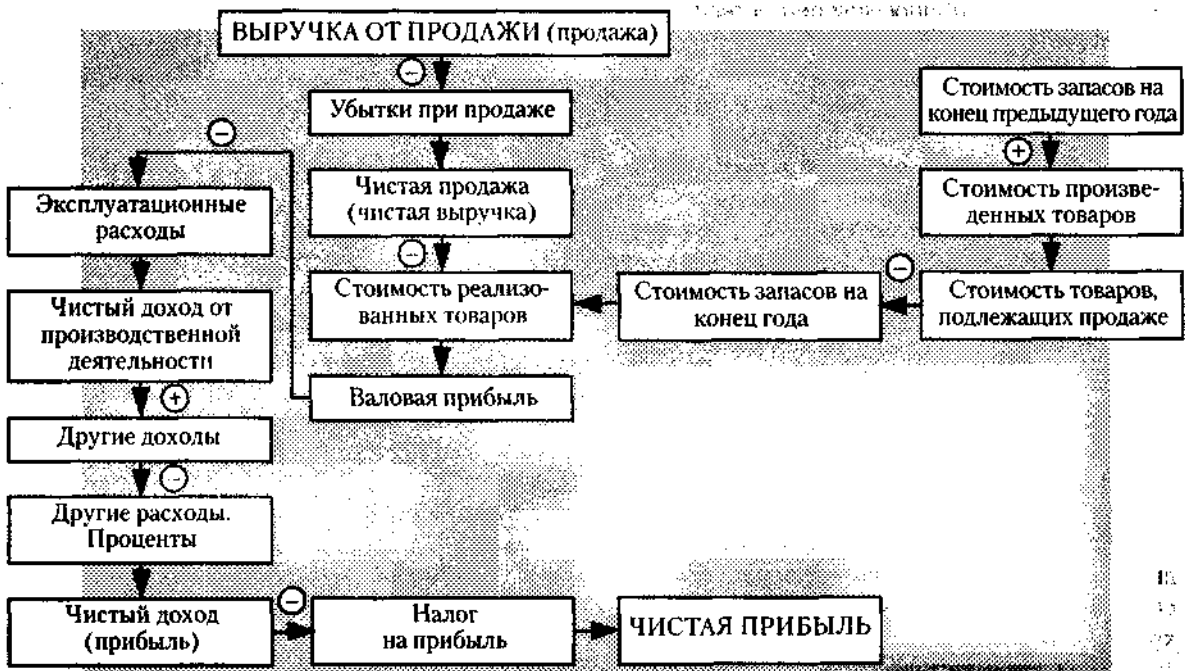 ВЫРУЧКА ОТ ПРОДАЖИ (продажа)
Убытки при продаже
Чистая продажа
(чистая выручка)
Стоимость реализо-
ванных товаров
Валовая прибыль
Стоимость запасов на
конец предыдущего года
Стоимость произве-
денных товаров
Стоимость товаров,
подлежащих продаже
Стоимость запасов на
конец года
Эксплуатационные
расходы
Чистый доход от
производственной
деятельности
Другие доходы
Другие расходы.
Проценты
Чистый доход
(прибыль)
Налог
на прибыль
ЧИСТАЯ ПРИБЫЛЬ